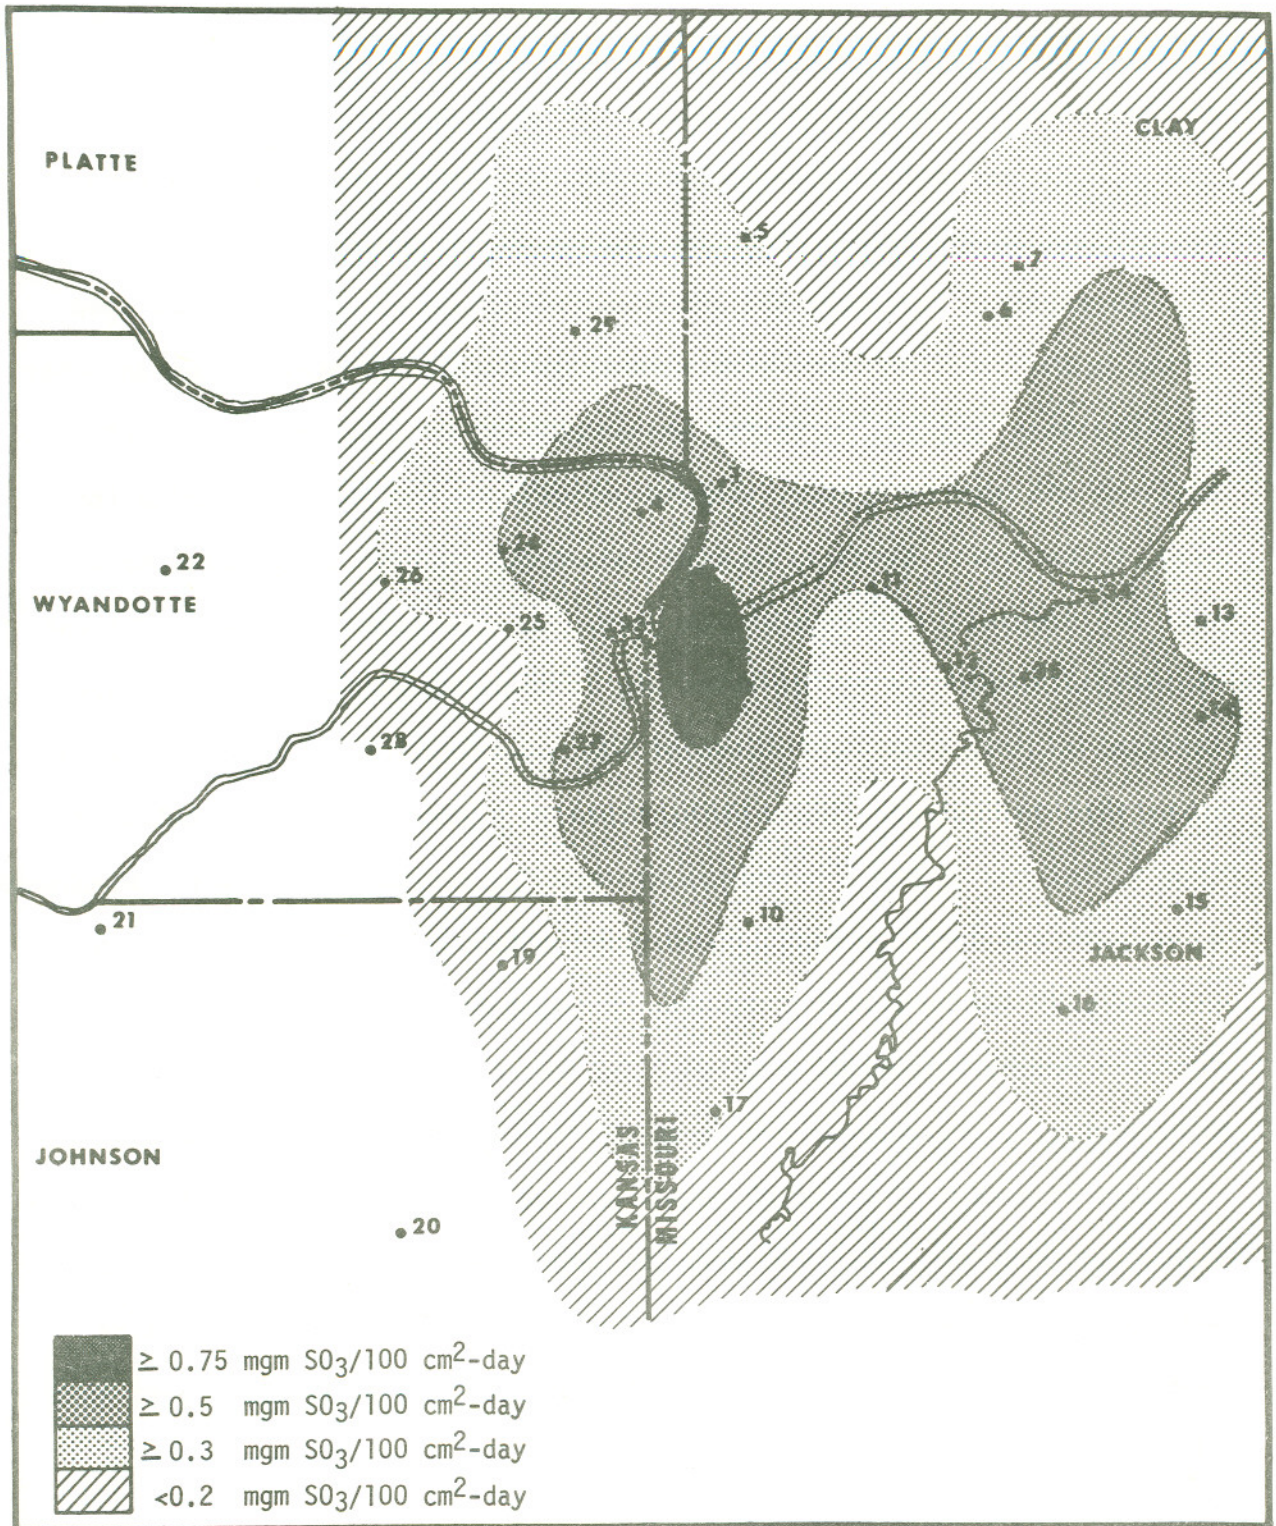 CLAY
PLATTE
5
7
6
29
3
4
24
22
26
11
34
WYANDOTTE
25
33
13
12
36
14
28
27
10
15
21
JACKSON
19
16
17
KANSAS
MISSOURI
JOHNSON
20
≥ 0.75 mgm SO3/100 cm2-day
≥ 0.5 mgm SO3/100 cm2-day
≥ 0.3 mgm SO3/100 cm2-day
<0.2 mgm SO3/100 cm2-day